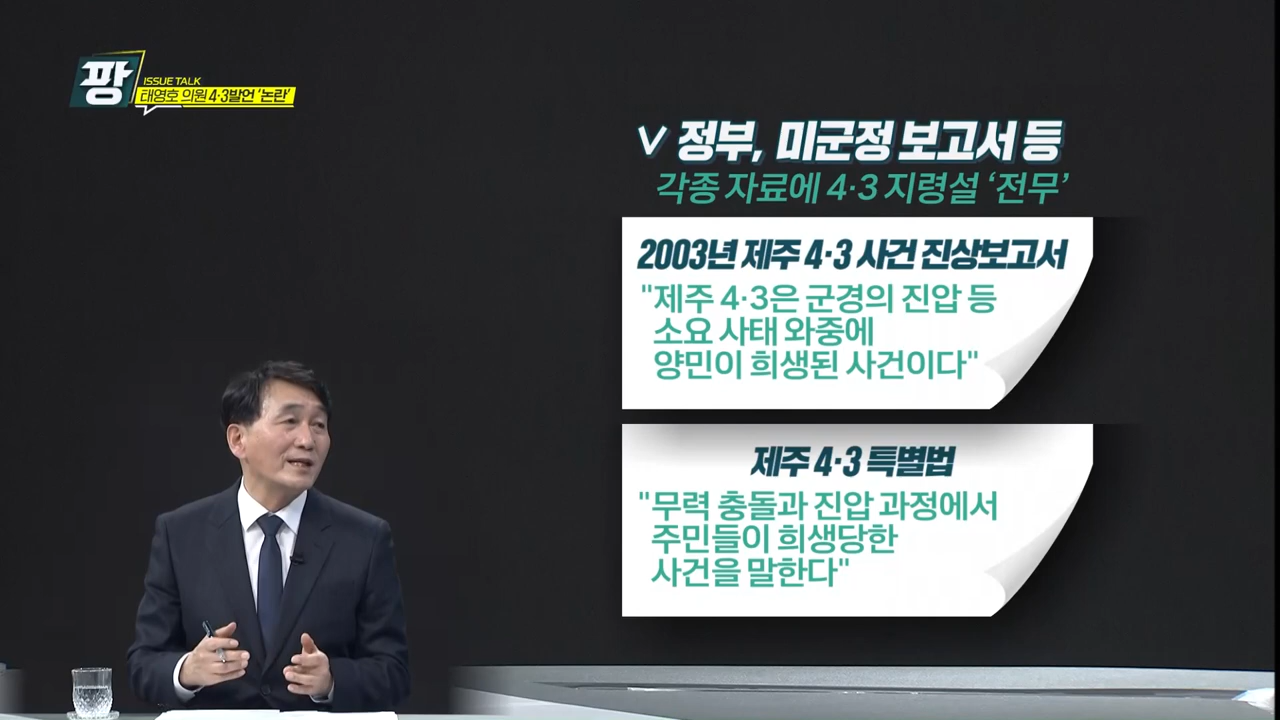 팡
ISSUE TALK
태영호 의원 4·3발언 '논란'
V 정부, 미군정 보고서 등
각종 자료에 4·3 지령설 '전무'
2003년 제주 4·3 사건 진상보고서
"제주 4·3은 군경의 진압 등
소요 사태 와중에
양민이 희생된 사건이다"
제주 4·3 특별법
"무력 충돌과 진압 과정에서
주민들이 희생당한
사건을 말한다"